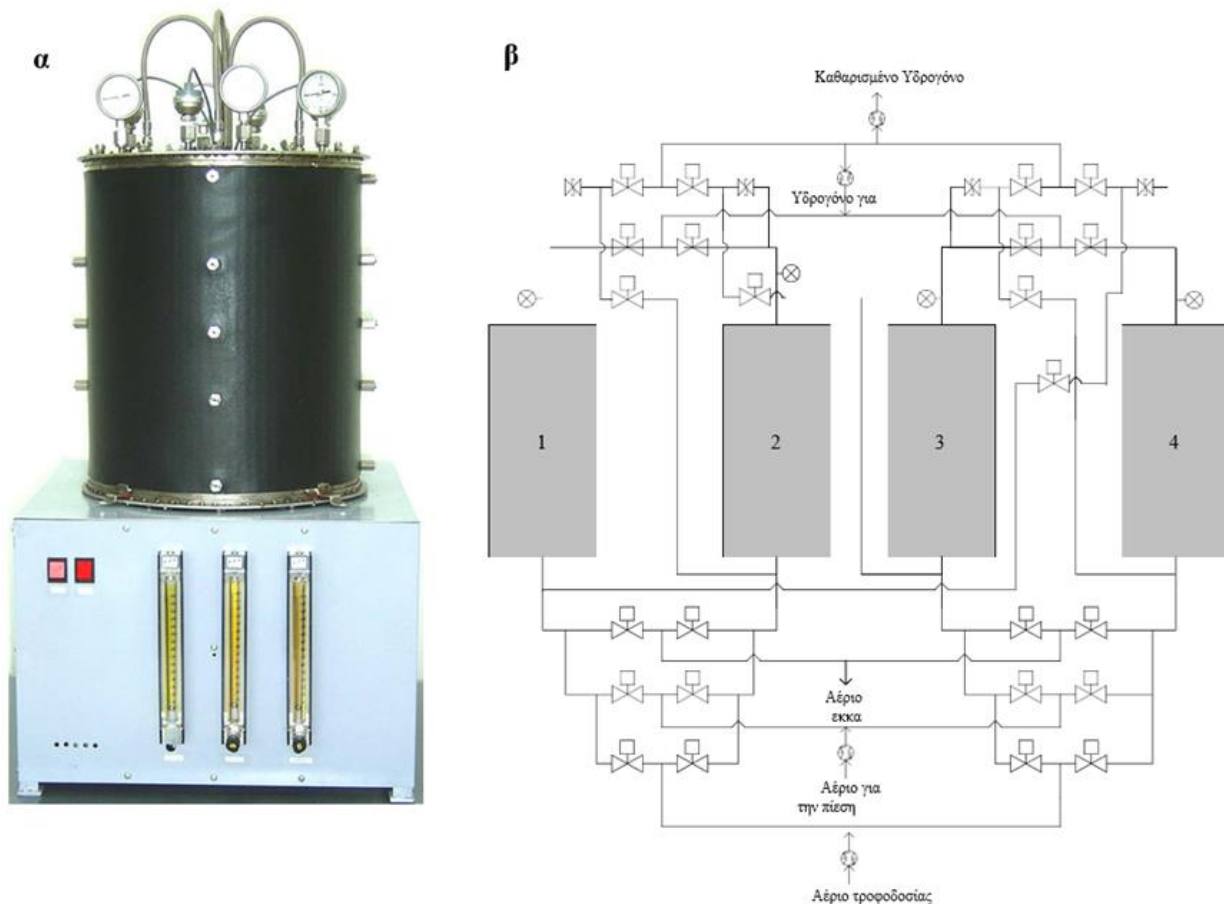 α
β
Καθαρισμένο Υδρογόνο
Υδρογόνο για
1
2
3
4
Αέριο
εκκα
Αέριο για
την πίεση
Αέριο τροφοδοσίας